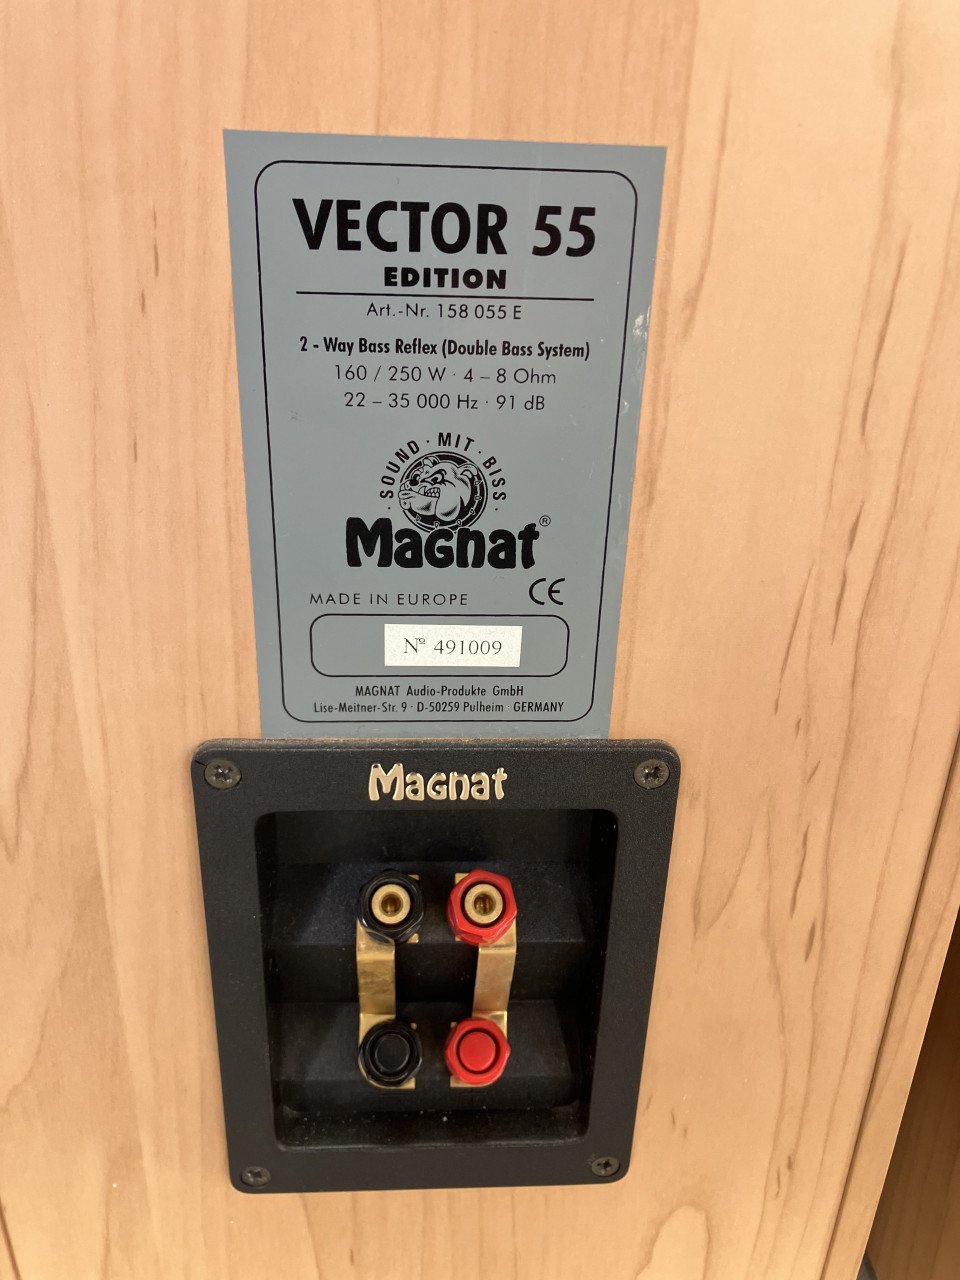 VECTOR 55
EDITION
Art.-Nr. 158 055 E
2 - Way Bass Reflex (Double Bass System)
160 / 250 W · 4 – 8 Ohm
22 – 35 000 Hz · 91 dB
· SOUND · MIT · BISS ·
Magnat®
MADE IN EUROPE CE
Nº 491009
MAGNAT Audio-Produkte GmbH
Lise-Meitner-Str. 9 · D-50259 Pulheim · GERMANY
Magnat